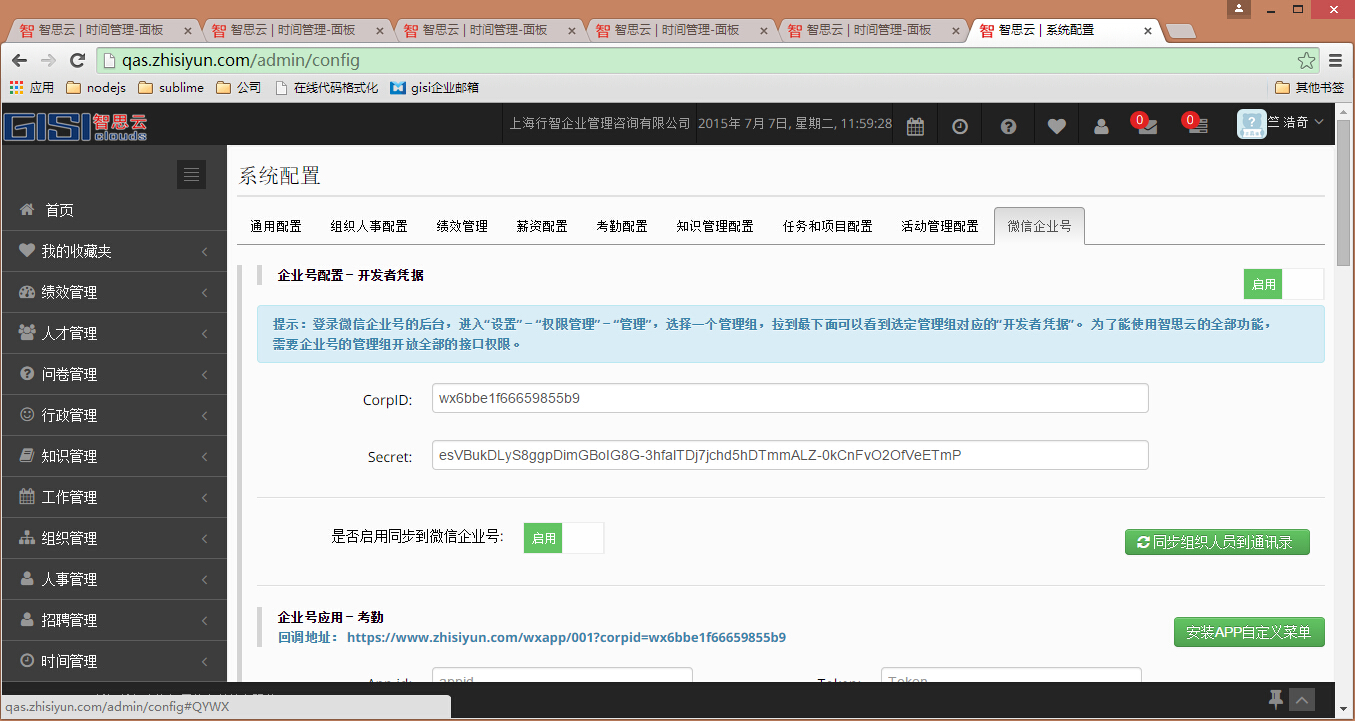 智思云 | 时间管理-面板
智思云 | 时间管理-面板
智思云 | 时间管理-面板
智思云 | 时间管理-面板
智思云 | 时间管理-面板
智思云 | 系统配置
qas.zhisiyun.com/admin/config
应用 nodejs sublime 公司 在线代码格式化 gisi企业邮箱 其他书签
GISI 智思云 clouds
上海行智企业管理咨询有限公司 2015年 7月 7日, 星期二, 11:59:28 0 0 竺 浩奇
首页
我的收藏夹
绩效管理
人才管理
问卷管理
行政管理
知识管理
工作管理
组织管理
人事管理
招聘管理
时间管理
系统配置
通用配置 组织人事配置 绩效管理 薪资配置 考勤配置 知识管理配置 任务和项目配置 活动管理配置 微信企业号
企业号配置－开发者凭据
启用
提示：登录微信企业号的后台，进入“设置”－“权限管理”－“管理”，选择一个管理组，拉到最下面可以看到选定管理组对应的“开发者凭据”。为了能使用智思云的全部功能，
需要企业号的管理组开放全部的接口权限。
CorpID: wx6bbe1f66659855b9
Secret: esVBukDLyS8ggpDimGBoIG8G-3hfaITDj7jchd5hDTmmALZ-0kCnFvO2OfVeETmP
是否启用同步到微信企业号: 启用 同步组织人员到通讯录
企业号应用－考勤
回调地址： https://www.zhisiyun.com/wxapp/001?corpid=wx6bbe1f66659855b9
安装APP自定义菜单
App id: appid Token: Token
qas.zhisiyun.com/admin/config#QYWX